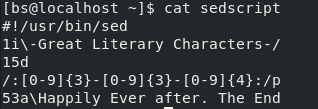 [bs@localhost ~]$ cat sedscript
#!/usr/bin/sed
1i\-Great Literary Characters-/
15d
/:[0-9]{3}-[0-9]{3}-[0-9]{4}:/p
53a\Happily Ever after. The End